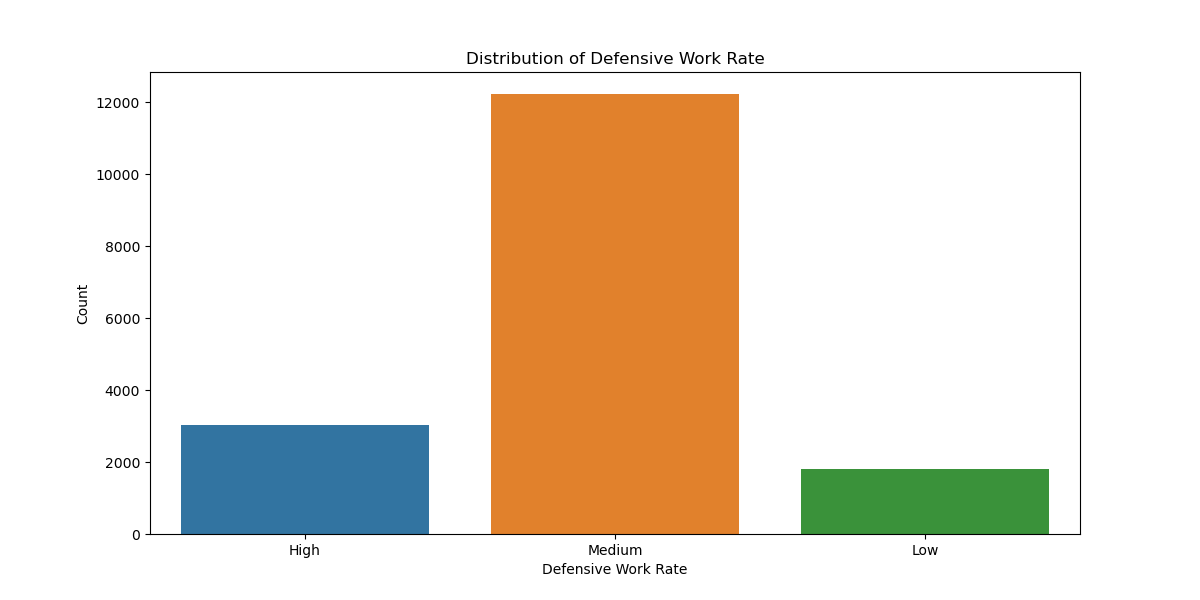 Distribution of Defensive Work Rate
12000
10000
8000
6000
4000
2000
0
Count
High Medium Low
Defensive Work Rate